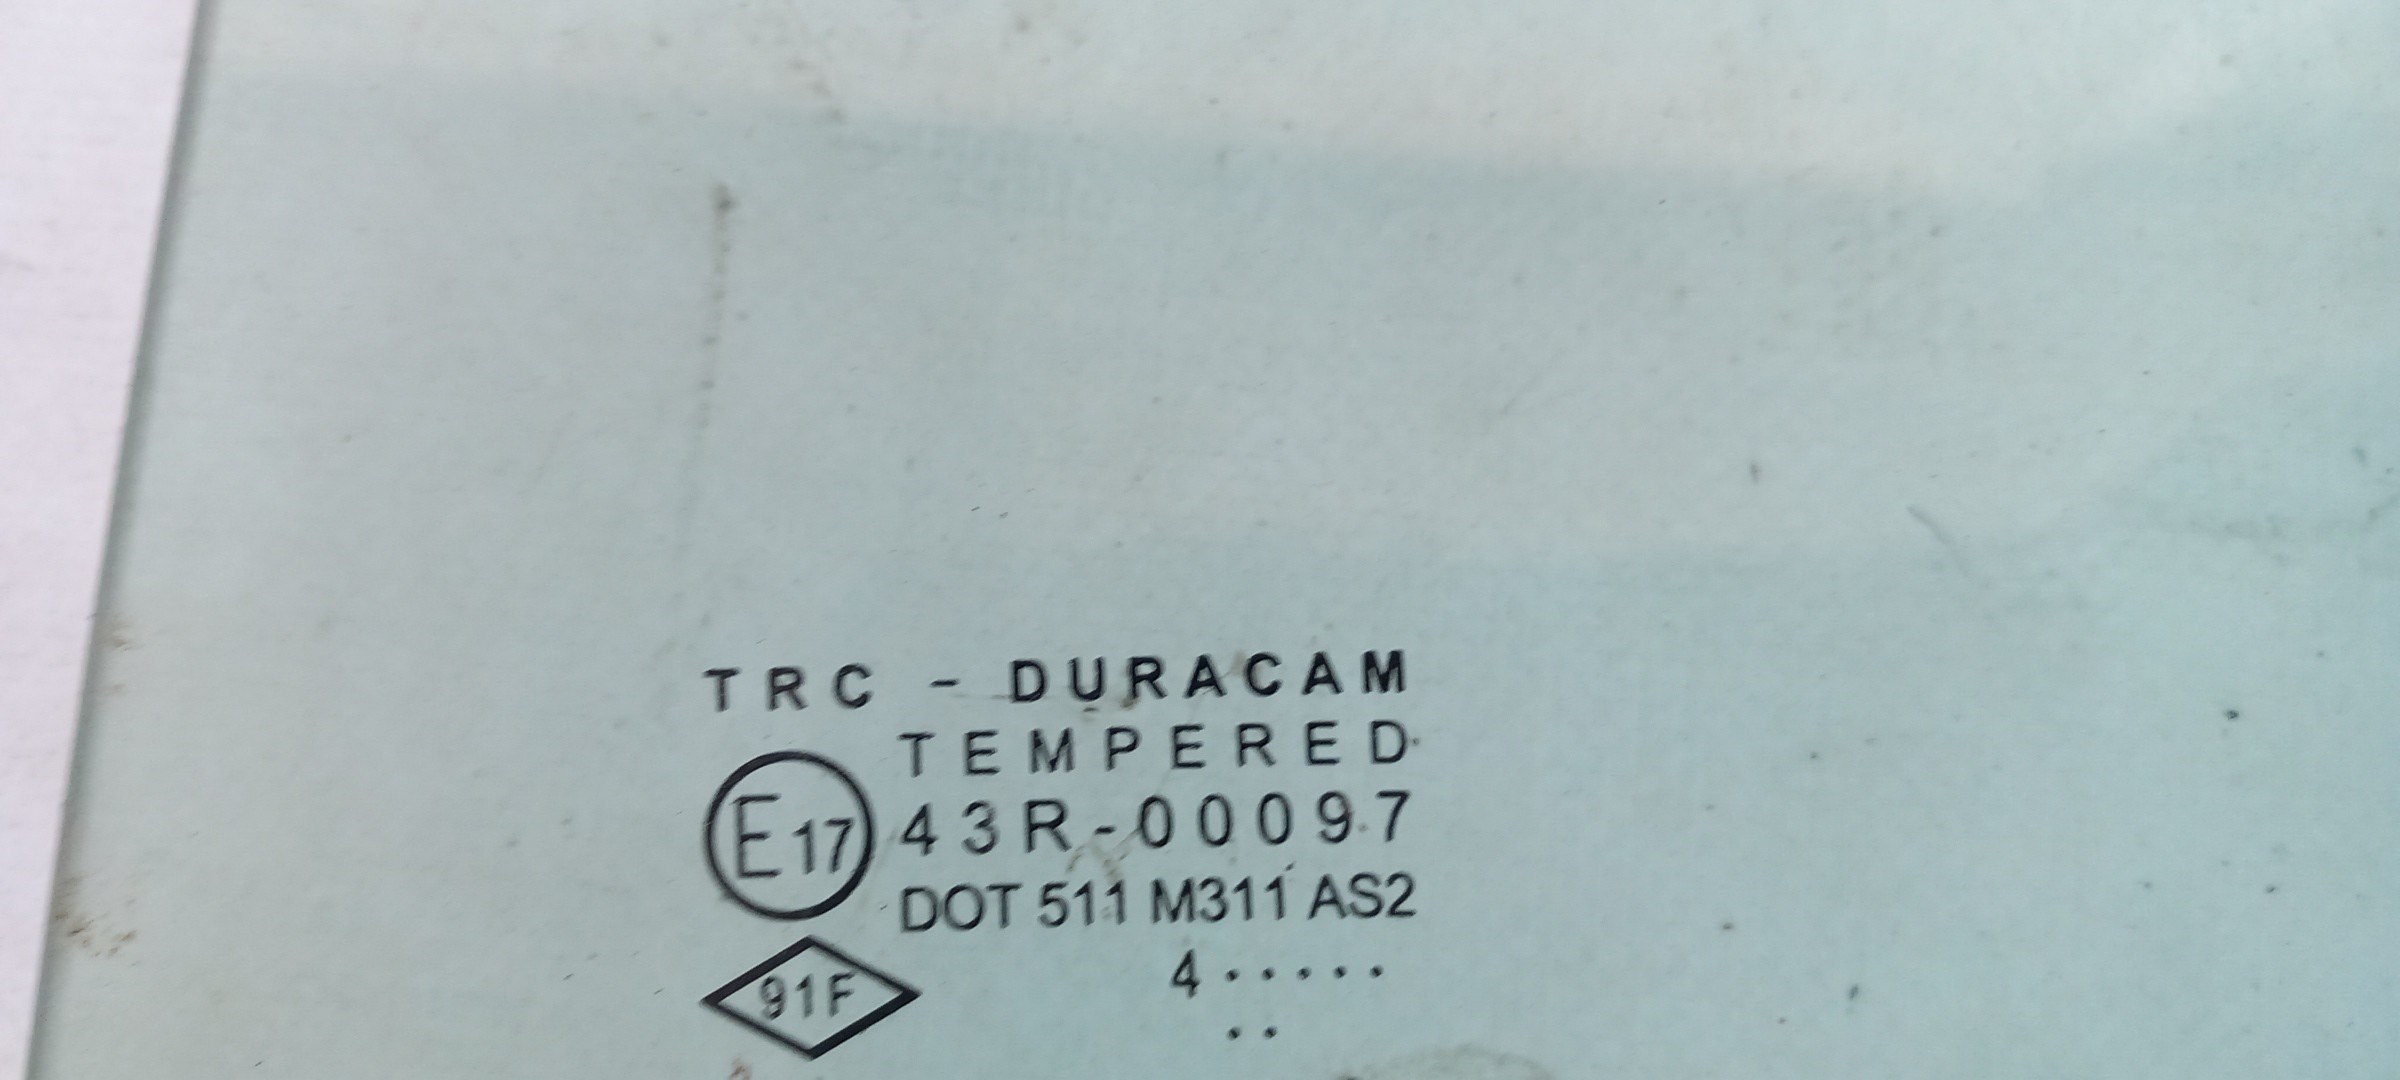 TRC - DURACAM
TEMPERED
E17 43R-00097
DOT 511 M311 AS2
91F 4 . . . . .
. .